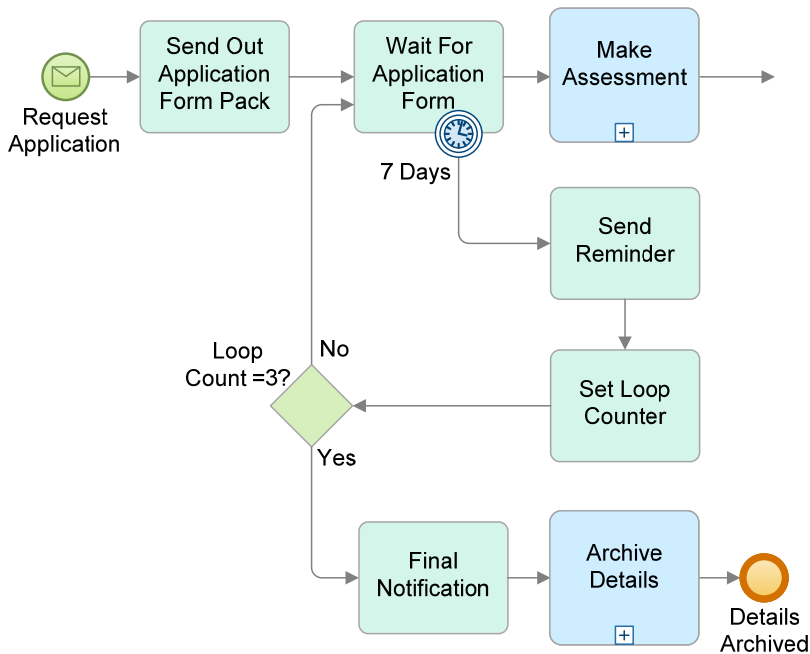 Request
Application
Send Out
Application
Form Pack
Wait For
Application
Form
Make
Assessment
7 Days
Send
Reminder
Set Loop
Counter
Loop
Count =3?
No
Yes
Final
Notification
Archive
Details
Details
Archived